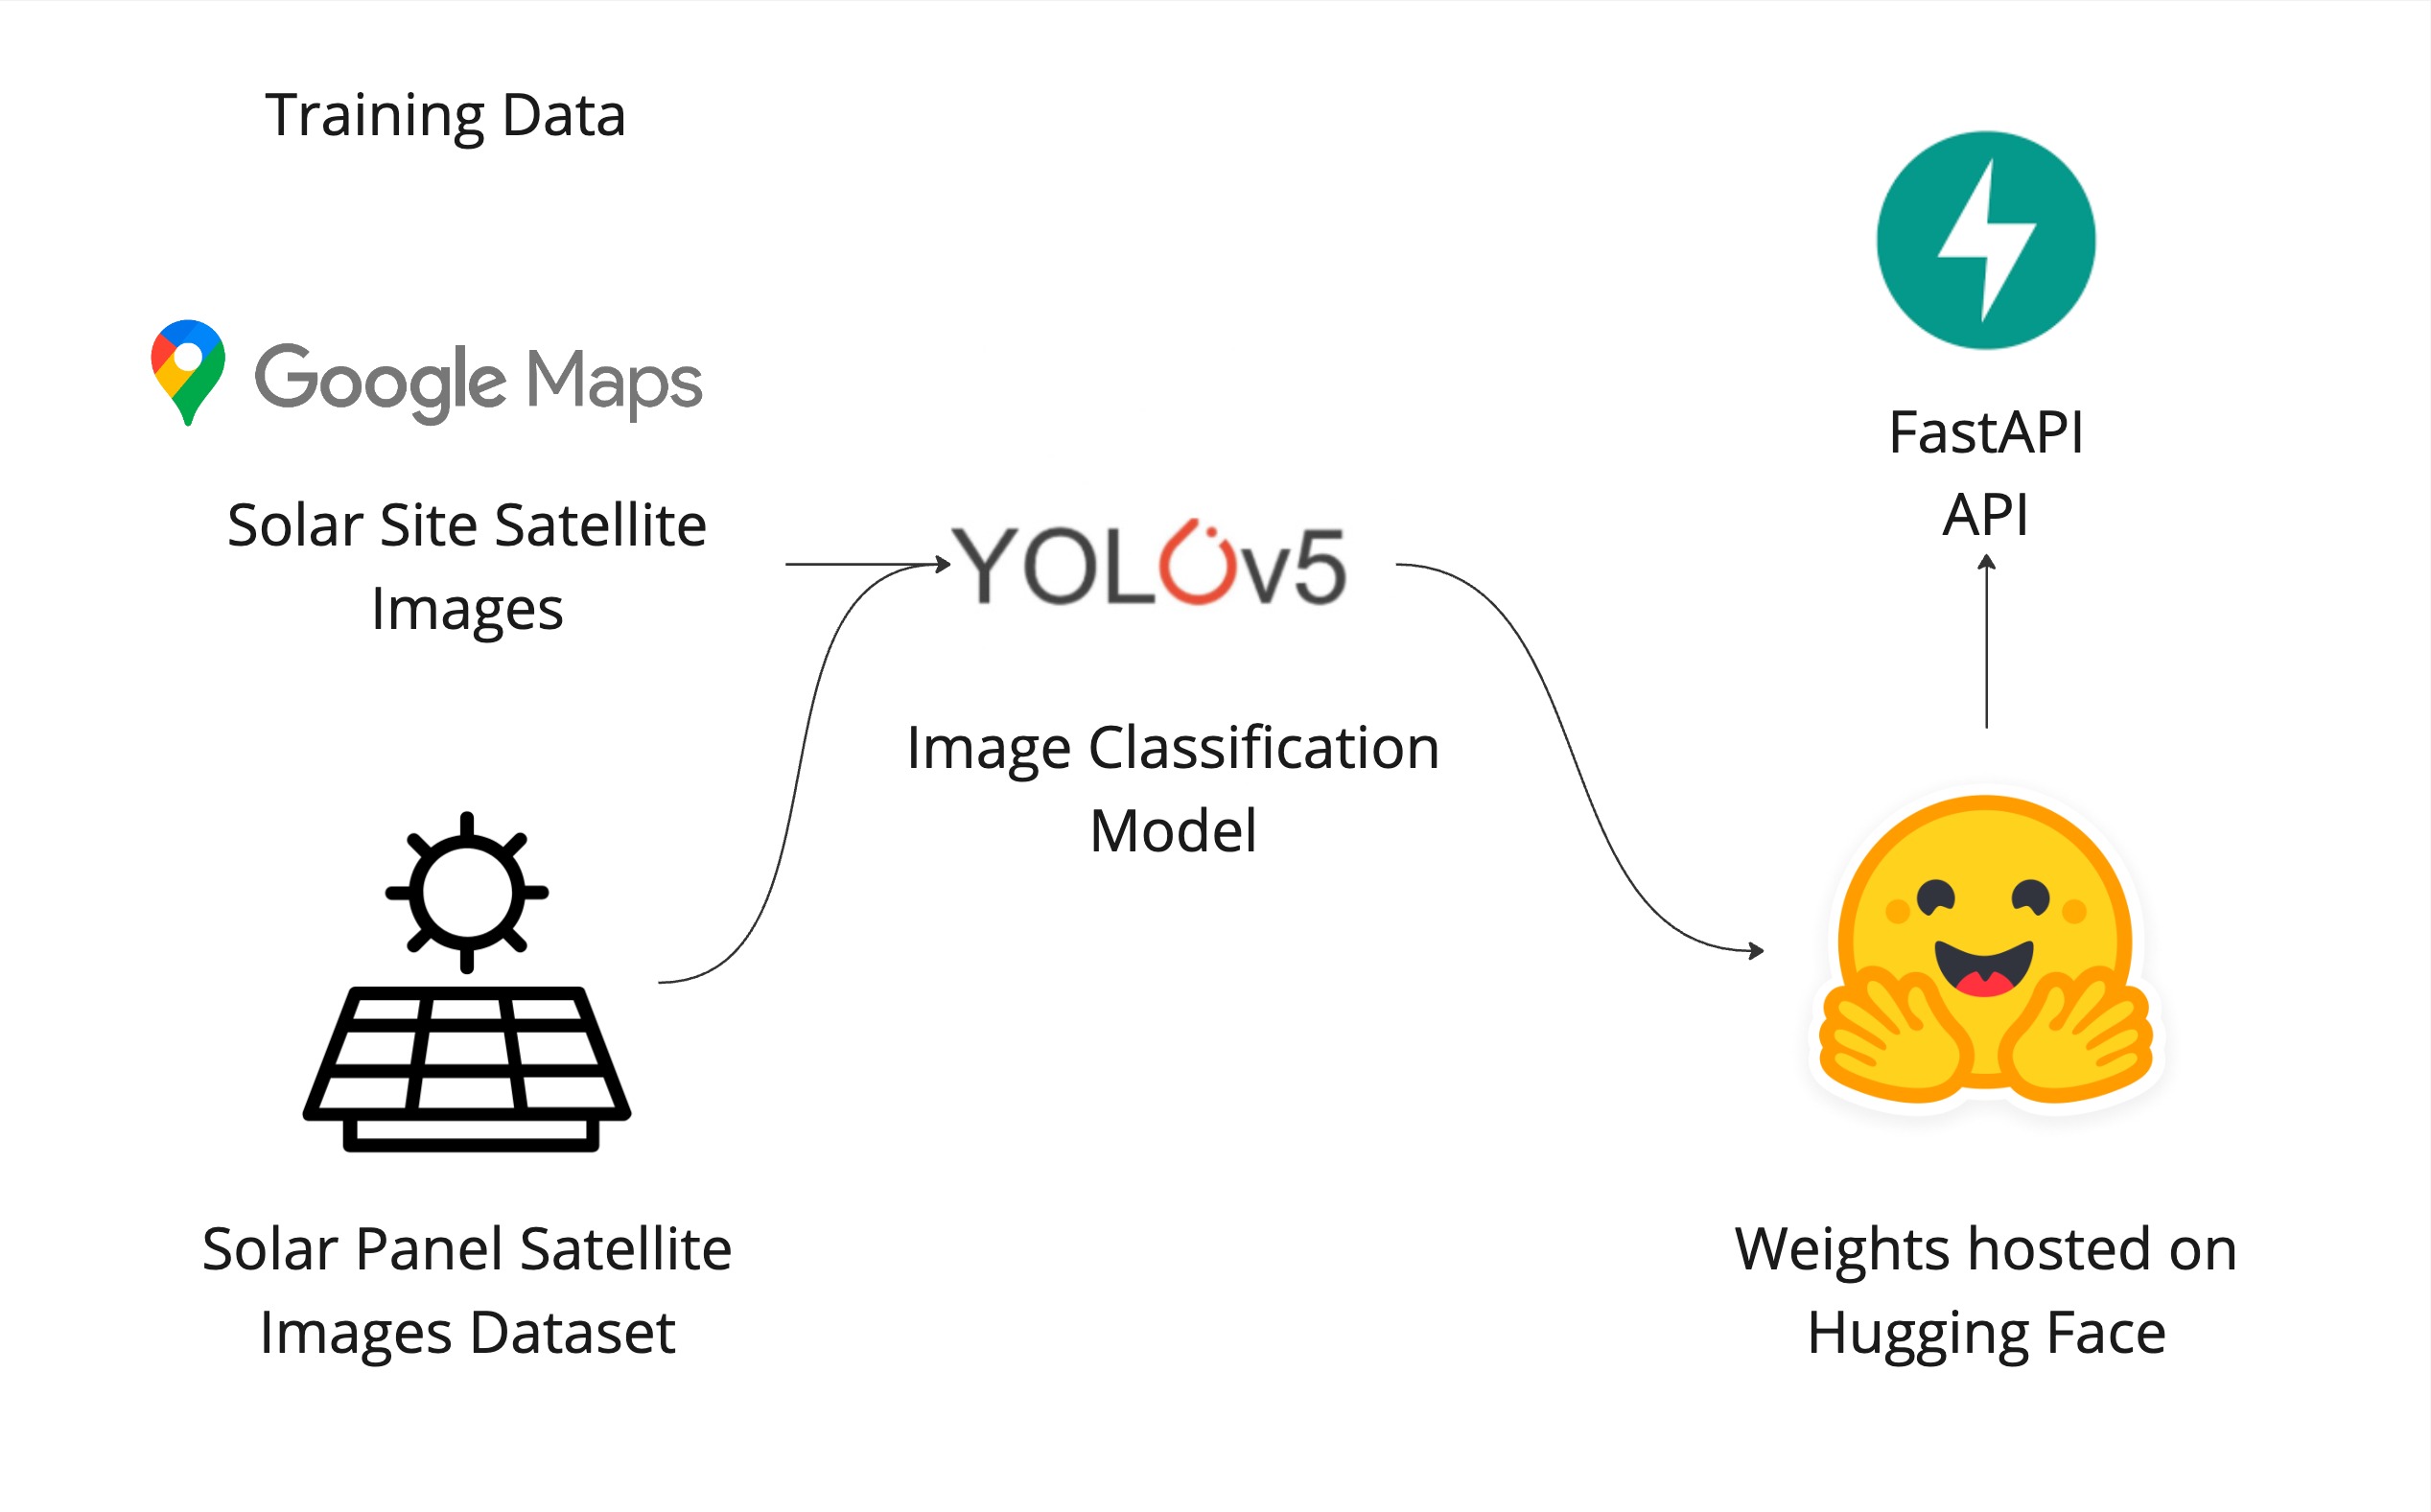 Training Data
Google Maps
Solar Site Satellite
Images
Solar Panel Satellite
Images Dataset
YOLOv5
Image Classification
Model
FastAPI
API
Weights hosted on
Hugging Face